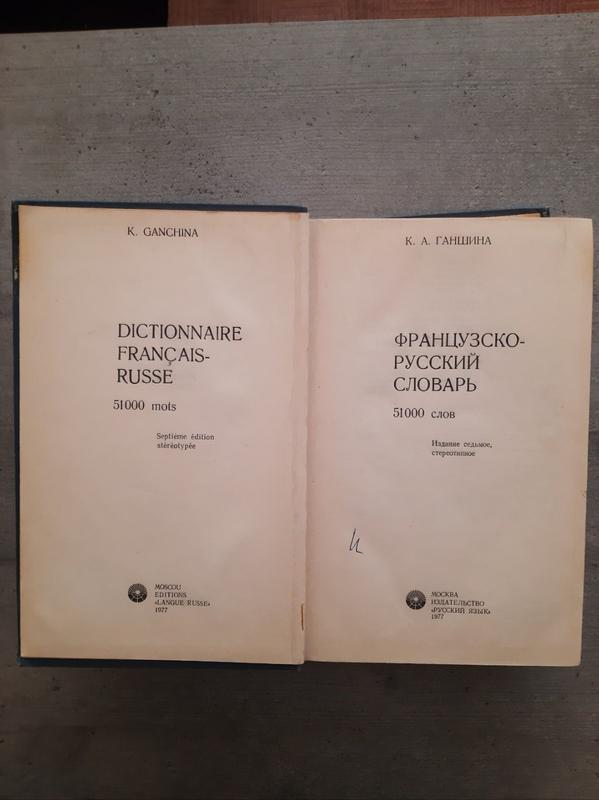 K. GANCHINA
DICTIONNAIRE
FRANÇAIS-
RUSSE
51000 mots
Septième édition
stéréotypée
MOSCOU
EDITIONS
«LANGUE RUSSE»
1977
К. А. ГАНШИНА
ФРАНЦУЗСКО-
РУССКИЙ
СЛОВАРЬ
51000 слов
Издание седьмое,
стереотипное
МОСКВА
ИЗДАТЕЛЬСТВО
«РУССКИЙ ЯЗЫК»
1977